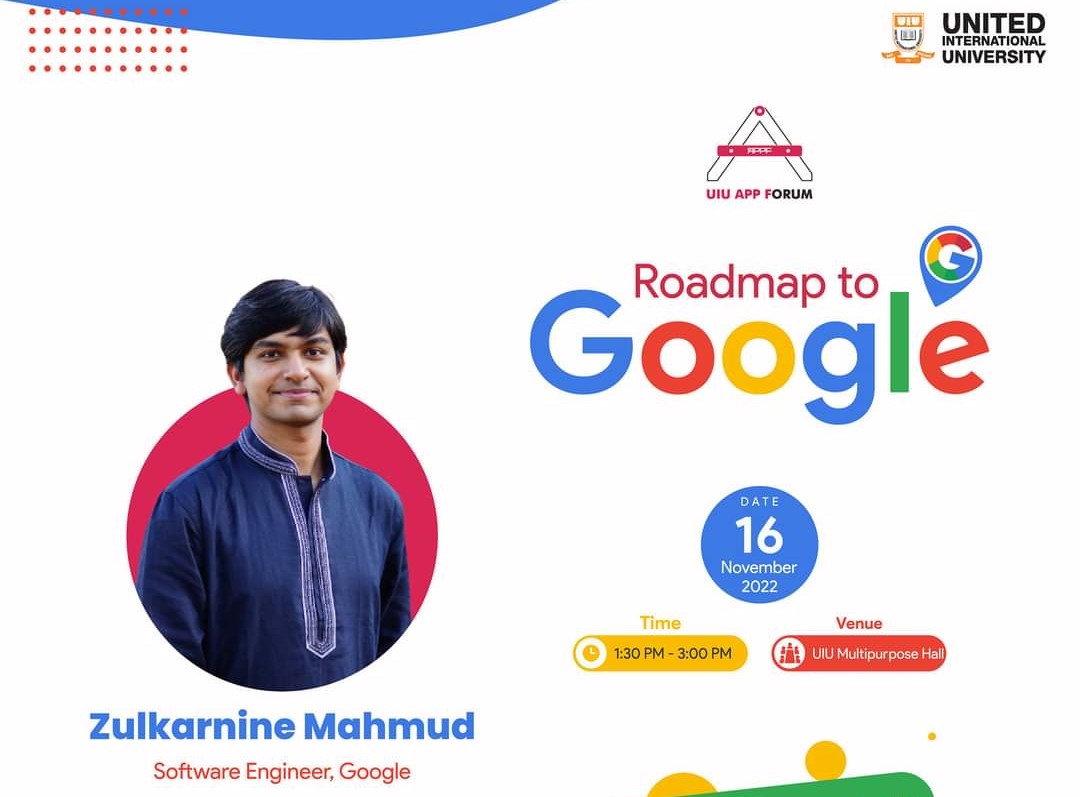 UNITED
INTERNATIONAL
UNIVERSITY
APPF
UIU APP FORUM
Roadmap to
Google
G
DATE
16
November
2022
Time
Venue
1:30 PM - 3:00 PM
UIU Multipurpose Hall
Zulkarnine Mahmud
Software Engineer, Google